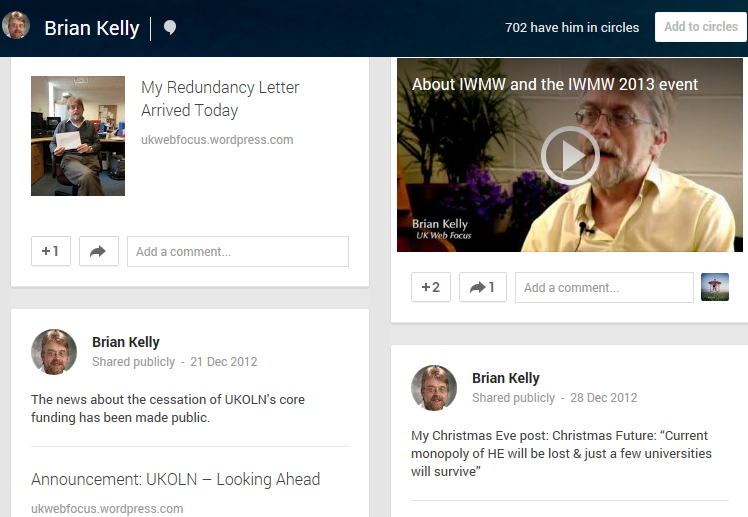 Brian Kelly
702 have him in circles
Add to circles
My Redundancy Letter
Arrived Today
ukwebfocus.wordpress.com
+1
Add a comment...
Brian Kelly
Shared publicly - 21 Dec 2012
The news about the cessation of UKOLN's core
funding has been made public.
Announcement: UKOLN – Looking Ahead
ukwebfocus.wordpress.com
About IWMW and the IWMW 2013 event
Brian Kelly
UK Web Focus
+2
1
Add a comment...
Brian Kelly
Shared publicly - 28 Dec 2012
My Christmas Eve post: Christmas Future: “Current
monopoly of HE will be lost & just a few universities
will survive”